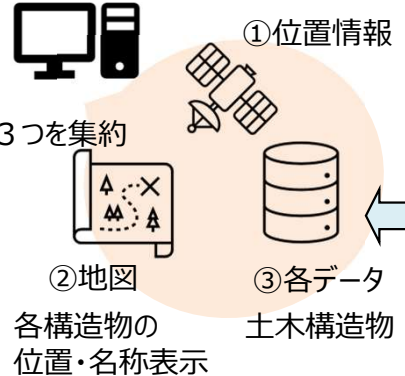 ①位置情報
3つを集約
②地図
各構造物の
位置・名称表示
③各データ
土木構造物